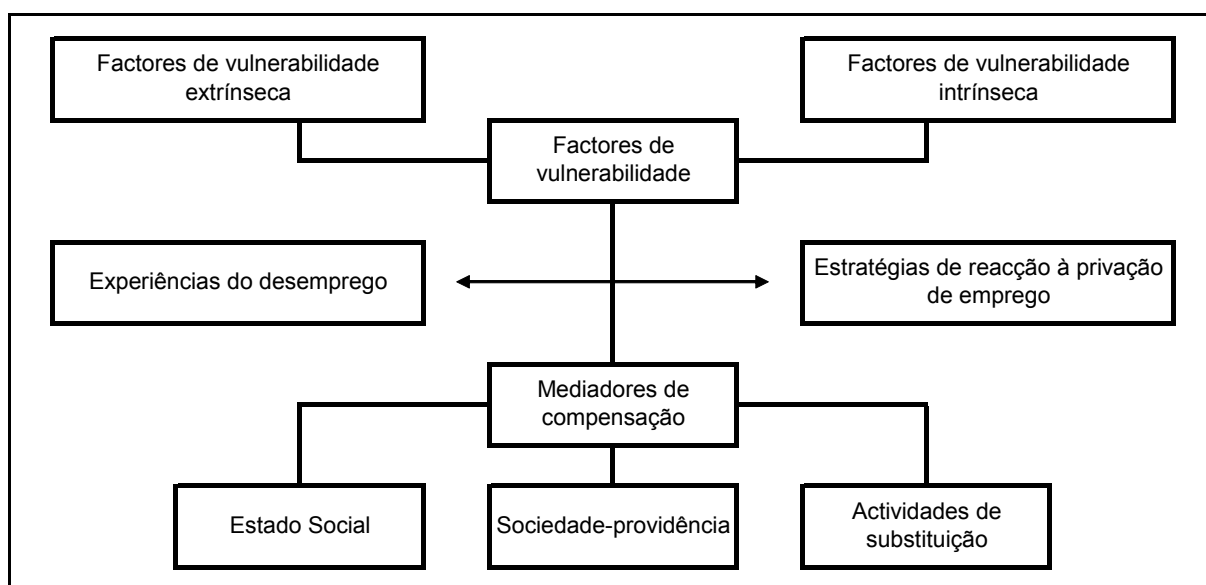 Factores de vulnerabilidade
extrínseca
Factores de vulnerabilidade
intrínseca
Factores de
vulnerabilidade
Experiências do desemprego
Estratégias de reacção à privação
de emprego
Mediadores de
compensação
Estado Social
Sociedade-providência
Actividades de
substituição